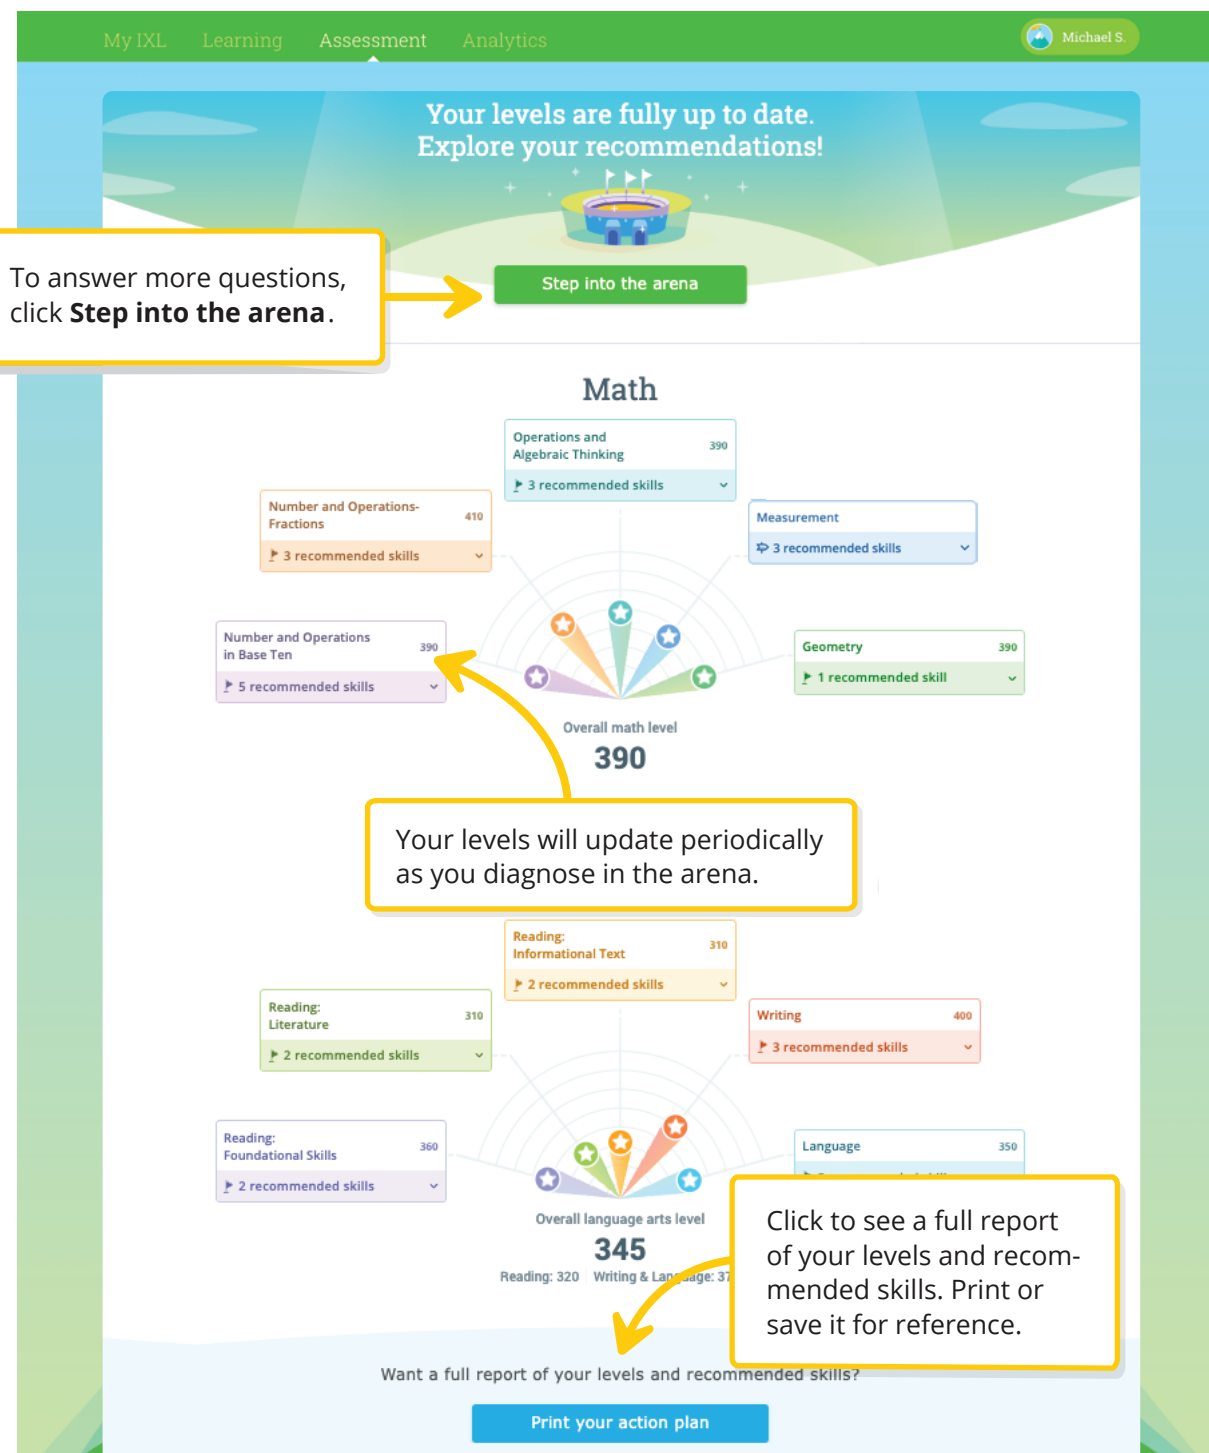 My IXL Learning Assessment Analytics Michael S.
Your levels are fully up to date.
Explore your recommendations!
To answer more questions,
click Step into the arena.
Step into the arena
Math
Operations and
Algebraic Thinking
390
3 recommended skills
Number and Operations-
Fractions
410
3 recommended skills
Measurement
3 recommended skills
Number and Operations
in Base Ten
390
5 recommended skills
Geometry 390
1 recommended skill
Overall math level
390
Your levels will update periodically
as you diagnose in the arena.
Reading:
Informational Text
310
2 recommended skills
Reading:
Literature
310
2 recommended skills
Writing 400
3 recommended skills
Reading:
Foundational Skills
360
2 recommended skills
Language 350
Overall language arts level
345
Reading: 320 Writing & Language: 37
Click to see a full report
of your levels and recom-
mended skills. Print or
save it for reference.
Want a full report of your levels and recommended skills?
Print your action plan